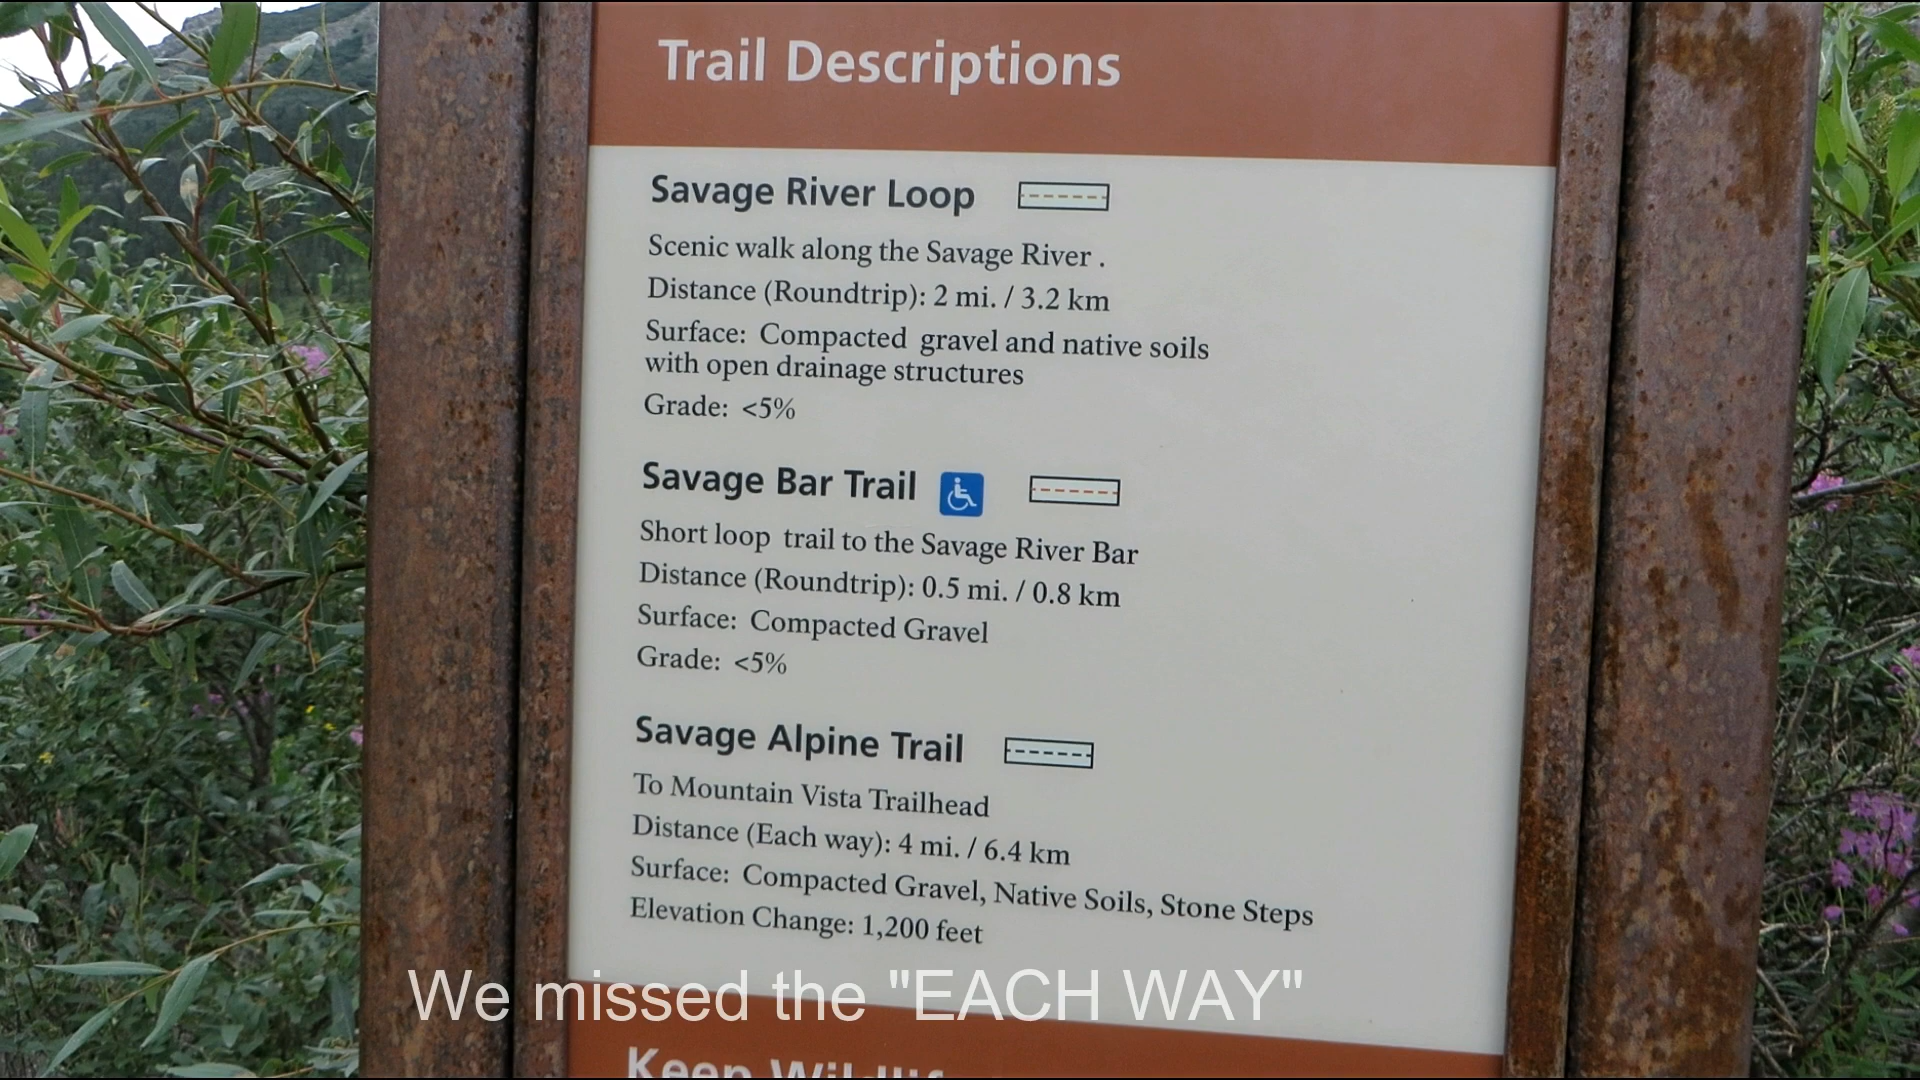 Trail Descriptions
Savage River Loop
Scenic walk along the Savage River .
Distance (Roundtrip): 2 mi. / 3.2 km
Surface: Compacted gravel and native soils
with open drainage structures
Grade: <5%
Savage Bar Trail
Short loop trail to the Savage River Bar
Distance (Roundtrip): 0.5 mi. / 0.8 km
Surface: Compacted Gravel
Grade: <5%
Savage Alpine Trail
To Mountain Vista Trailhead
Distance (Each way): 4 mi. / 6.4 km
Surface: Compacted Gravel, Native Soils, Stone Steps
Elevation Change: 1,200 feet
We missed the "EACH WAY"
Keep